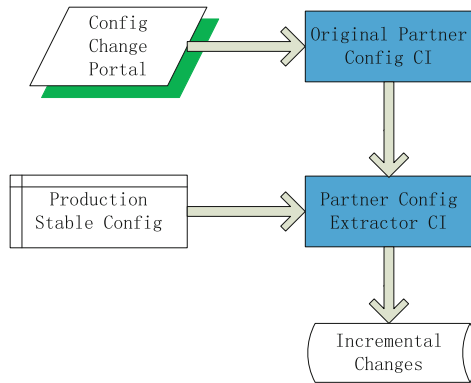 Config
Change
Portal
Original Partner
Config CI
Production
Stable Config
Partner Config
Extractor CI
Incremental
Changes